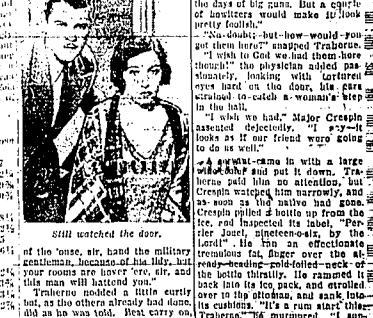 Still watched the door.
of the 'ouse, sir, hand the military
gentleman, because of his lidy, but
your rooms are hover 'ere, sir, and
this man will hattend you."
Traherne nodded a little curtly
but, as the others already had done,
did as he was told. Beat carry on,
the days of big guns. But a couple
of howitzers would make it look
pretty foolish."
"No doubt; but how would you
get them here?" snapped Traherne.
"I wish to God we had them here
though!" the physician added pas-
sionately, looking with tortured
eyes hard on the door, his ears
strained to catch a woman's step
in the hall.
"I wish we had," Major Crespin
assented dejectedly. "I say—it
looks as if our friend were going
to do us well."
A servant came in with a large
and put it down. Tra-
herne paid him no attention, but
Crespin watched him narrowly, and
as soon as the native had gone,
Crespin pulled a bottle up from the
ice, and inspected its label, "Per-
rier Jouet, nineteen-o-six, by the
Lord!" He ran an effectionate
tremulous finger over the al-
ready beading gold-foiled neck of
the bottle thirstily. He rammed it
back into its ice pack, and strolled
over to the ottoman, and sank into
its cushions. "It's a rum start this,
Traherne," he murmured. "I